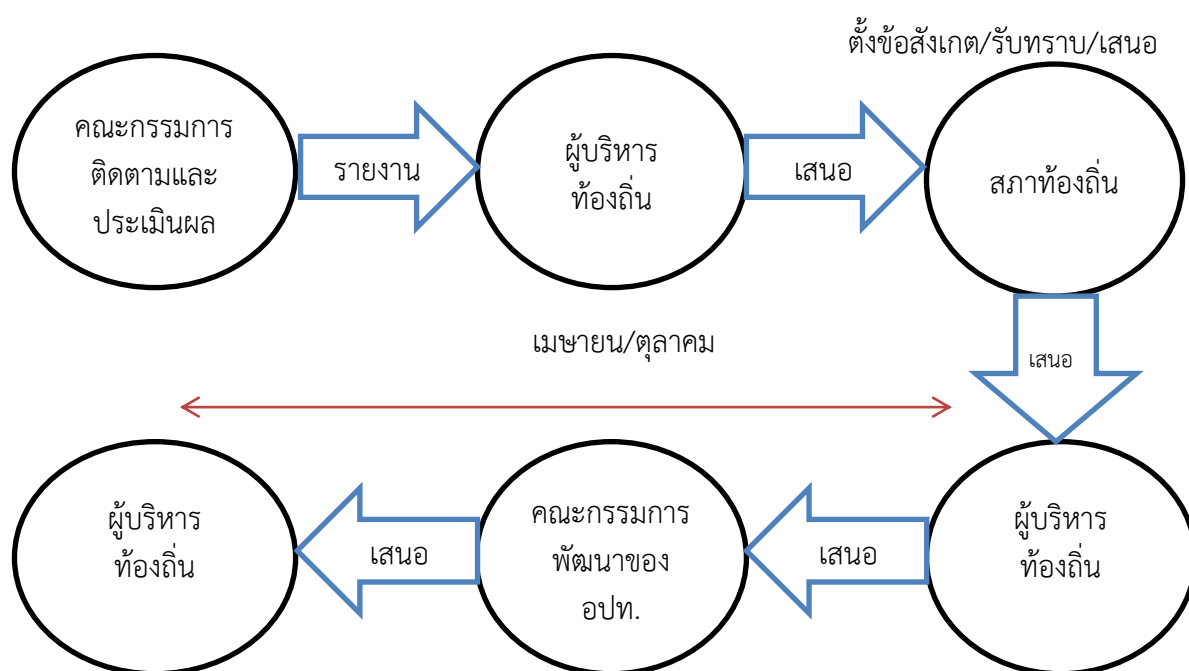 ตั้งข้อสังเกต/รับทราบ/เสนอ
คณะกรรมการ
ติดตามและ
ประเมินผล
รายงาน
ผู้บริหาร
ท้องถิ่น
เสนอ
สภาท้องถิ่น
เสนอ
เมษายน/ตุลาคม
ผู้บริหาร
ท้องถิ่น
เสนอ
คณะกรรมการ
พัฒนาของ
อปท.
เสนอ
ผู้บริหาร
ท้องถิ่น